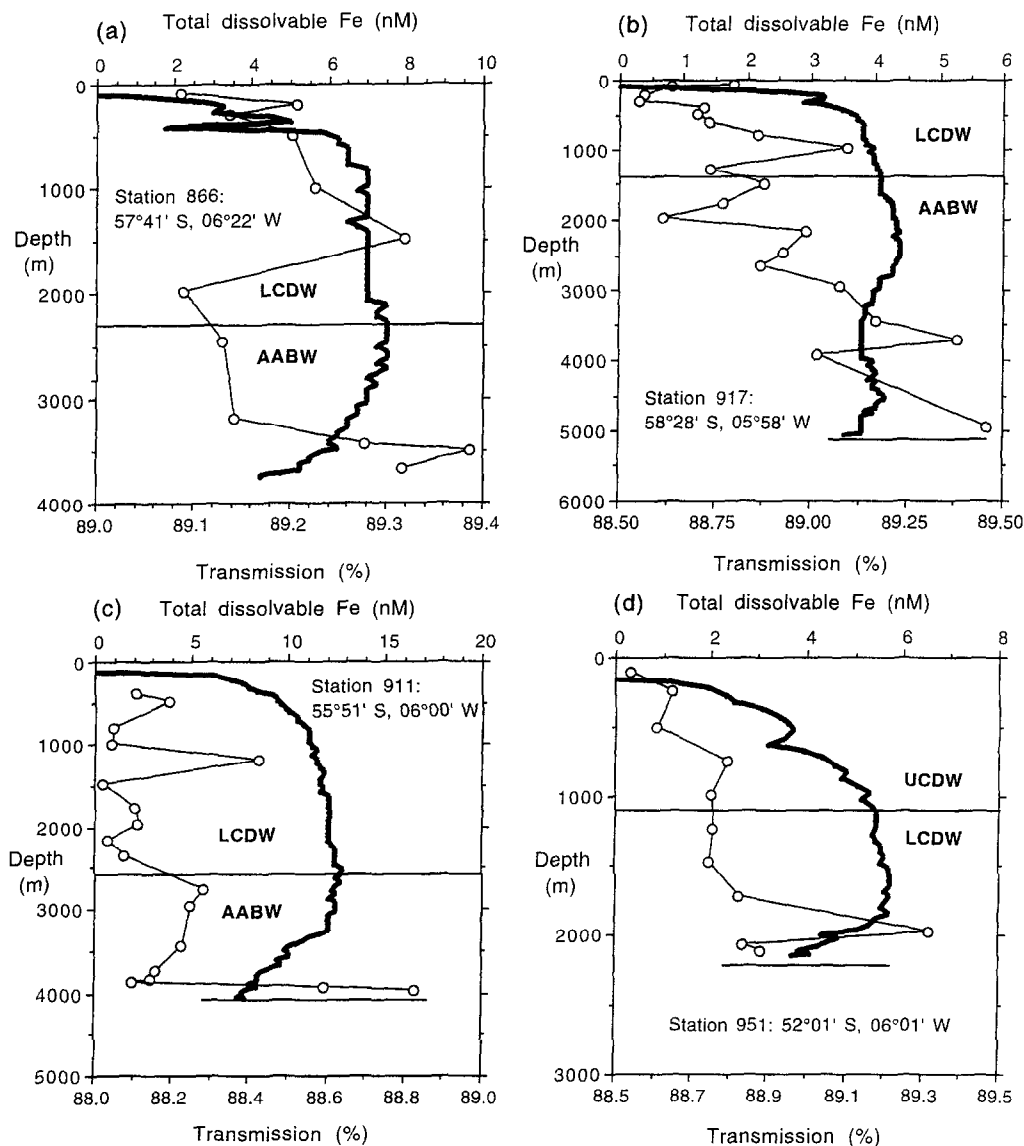 (a) Total dissolvable Fe (nM)
0 2 4 6 8 10
0
1000
2000
3000
4000
Depth
(m)
Station 866:
57°41' S, 06°22' W
LCDW
AABW
89.0 89.1 89.2 89.3 89.4
Transmission (%)
(b) Total dissolvable Fe (nM)
0 1 2 3 4 5 6
0
1000
2000
3000
4000
5000
6000
Depth
(m)
LCDW
AABW
Station 917:
58°28' S, 05°58' W
88.50 88.75 89.00 89.25 89.50
Transmission (%)
(c) Total dissolvable Fe (nM)
0 5 10 15 20
0
1000
2000
3000
4000
5000
Depth
(m)
Station 911:
55°51' S, 06°00' W
LCDW
AABW
88.0 88.2 88.4 88.6 88.8 89.0
Transmission (%)
(d) Total dissolvable Fe (nM)
0 2 4 6 8
0
1000
2000
3000
Depth
(m)
UCDW
LCDW
Station 951: 52°01' S, 06°01' W
88.5 88.7 88.9 89.1 89.3 89.5
Transmission (%)